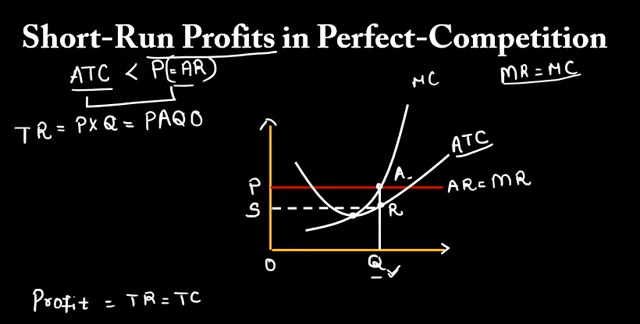 Short-Run Profits in Perfect-Competition
ATC < P(=AR)
MR = MC
TR = P×Q = PAQO
MC
ATC
P
A
AR = MR
S
R
O
Q
Profit = TR = TC